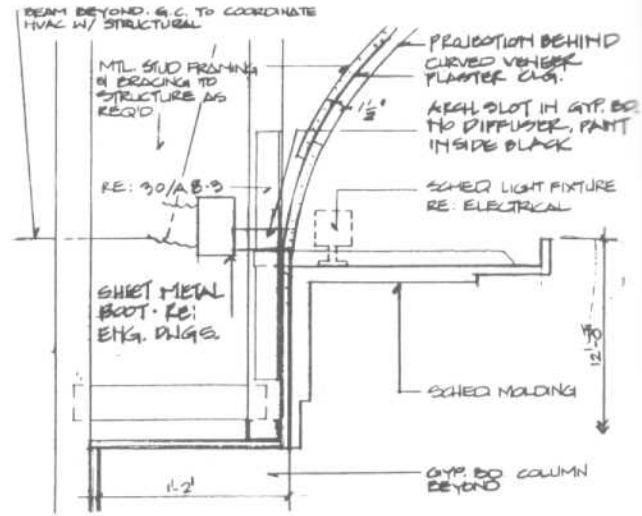 BEAM BEYOND. G.C. TO COORDINATE
HVAC W/ STRUCTURAL
MTL. STUD FRAMING
& BRACING TO
STRUCTURE AS
REQ'D
RE: 30/A8-3
SHEET METAL
BOOT - RE:
ENG. DWGS.
1'-2"
1½"
PROJECTION BEHIND
CURVED VENEER
PLASTER CLG.
ARCH. SLOT IN GYP. BD.
NO DIFFUSER, PAINT
INSIDE BLACK
SCHED LIGHT FIXTURE
RE: ELECTRICAL
SCHED MOLDING
GYP. BD COLUMN
BEYOND